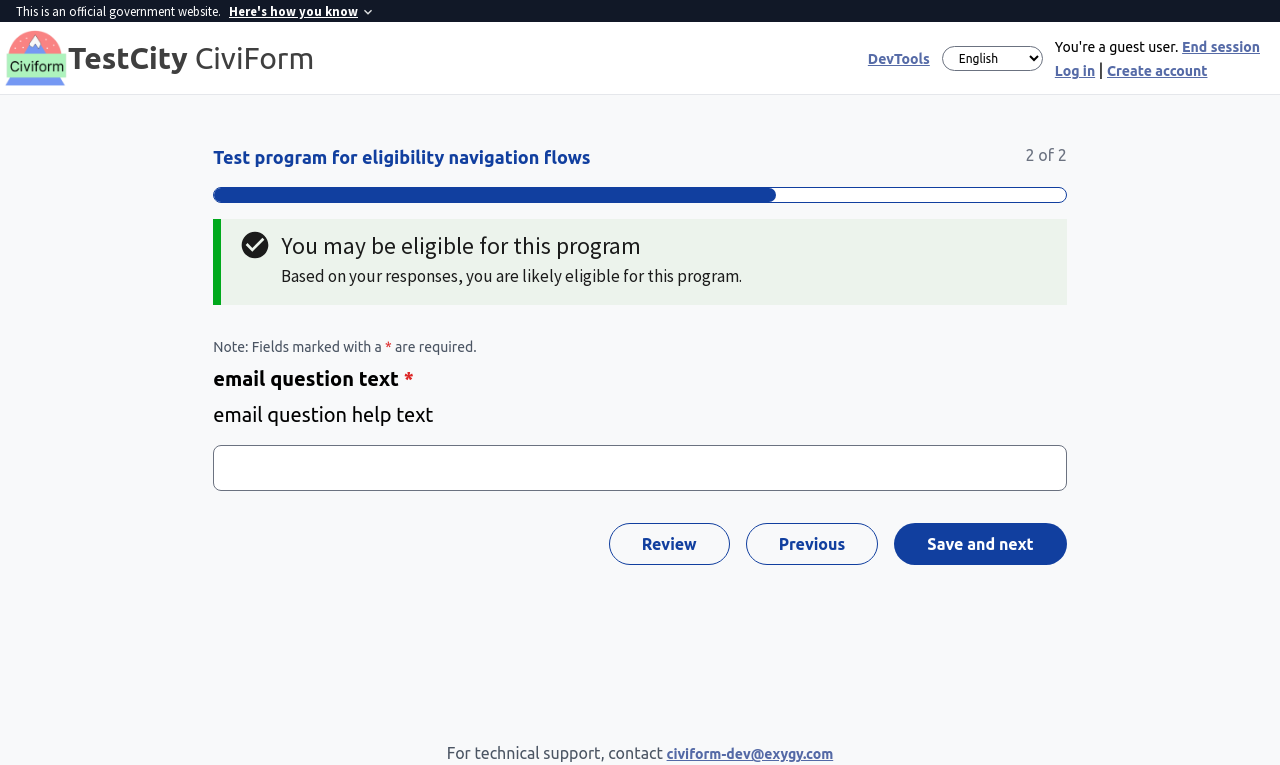 This is an official government website. Here's how you know
Civiform
TestCity CiviForm
DevTools
English
You're a guest user. End session
Log in | Create account
Test program for eligibility navigation flows
2 of 2
You may be eligible for this program
Based on your responses, you are likely eligible for this program.
Note: Fields marked with a * are required.
email question text *
email question help text
Review
Previous
Save and next
For technical support, contact civiform-dev@exygy.com